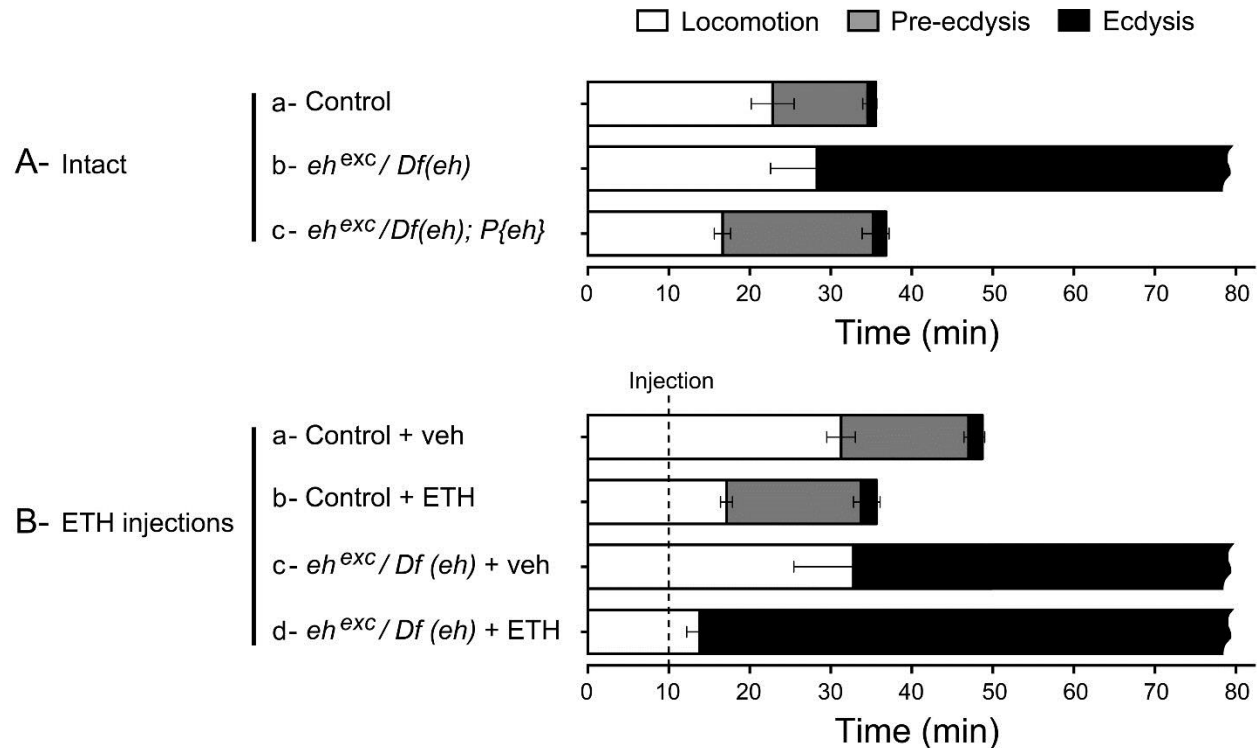 Locomotion Pre-ecdysis Ecdysis
A- Intact
a- Control
b- eh^exc / Df(eh)
c- eh^exc /Df(eh); P{eh}
0 10 20 30 40 50 60 70 80
Time (min)
Injection
B- ETH injections
a- Control + veh
b- Control + ETH
c- eh^exc / Df (eh) + veh
d- eh^exc / Df (eh) + ETH
0 10 20 30 40 50 60 70 80
Time (min)